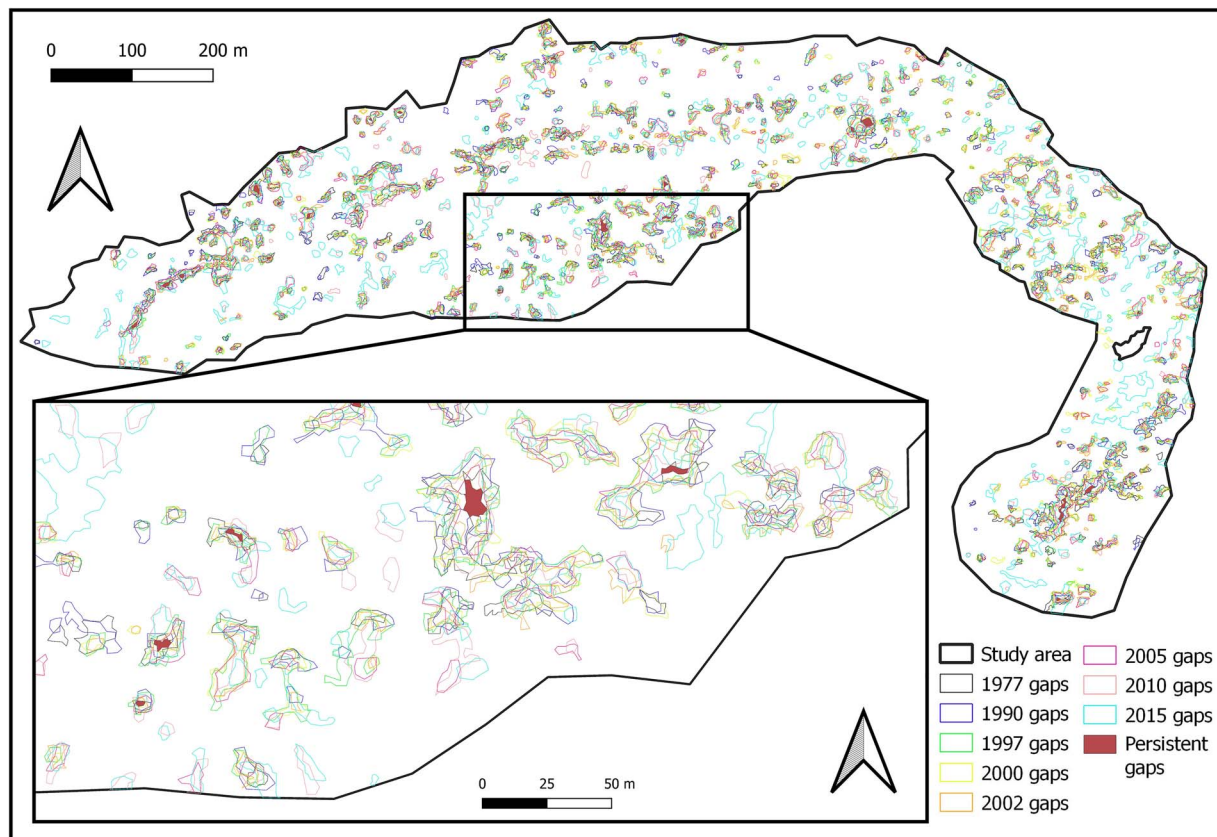 0 100 200 m
0 25 50 m
Study area
1977 gaps
1990 gaps
1997 gaps
2000 gaps
2002 gaps
2005 gaps
2010 gaps
2015 gaps
Persistent
gaps